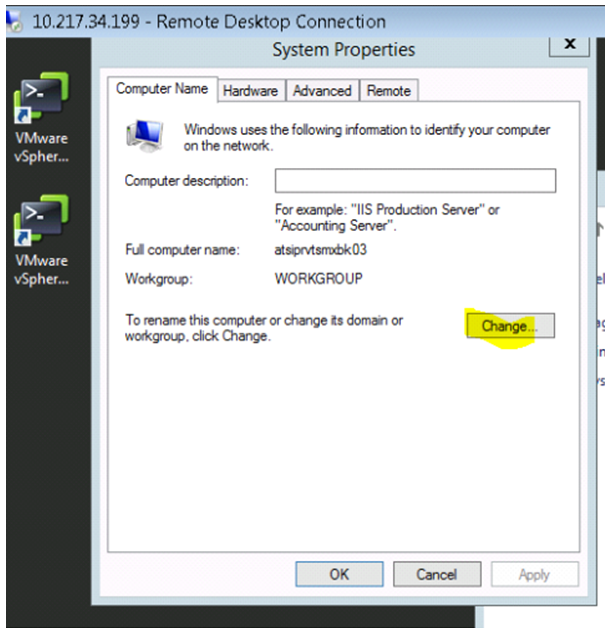 10.217.34.199 - Remote Desktop Connection
System Properties
x
Computer Name Hardware Advanced Remote
Windows uses the following information to identify your computer
on the network.
Computer description:
For example: "IIS Production Server" or
"Accounting Server".
Full computer name: atsiprvtsmxbk03
Workgroup: WORKGROUP
To rename this computer or change its domain or
workgroup, click Change.
Change...
OK Cancel Apply
VMware
vSpher...
VMware
vSpher...